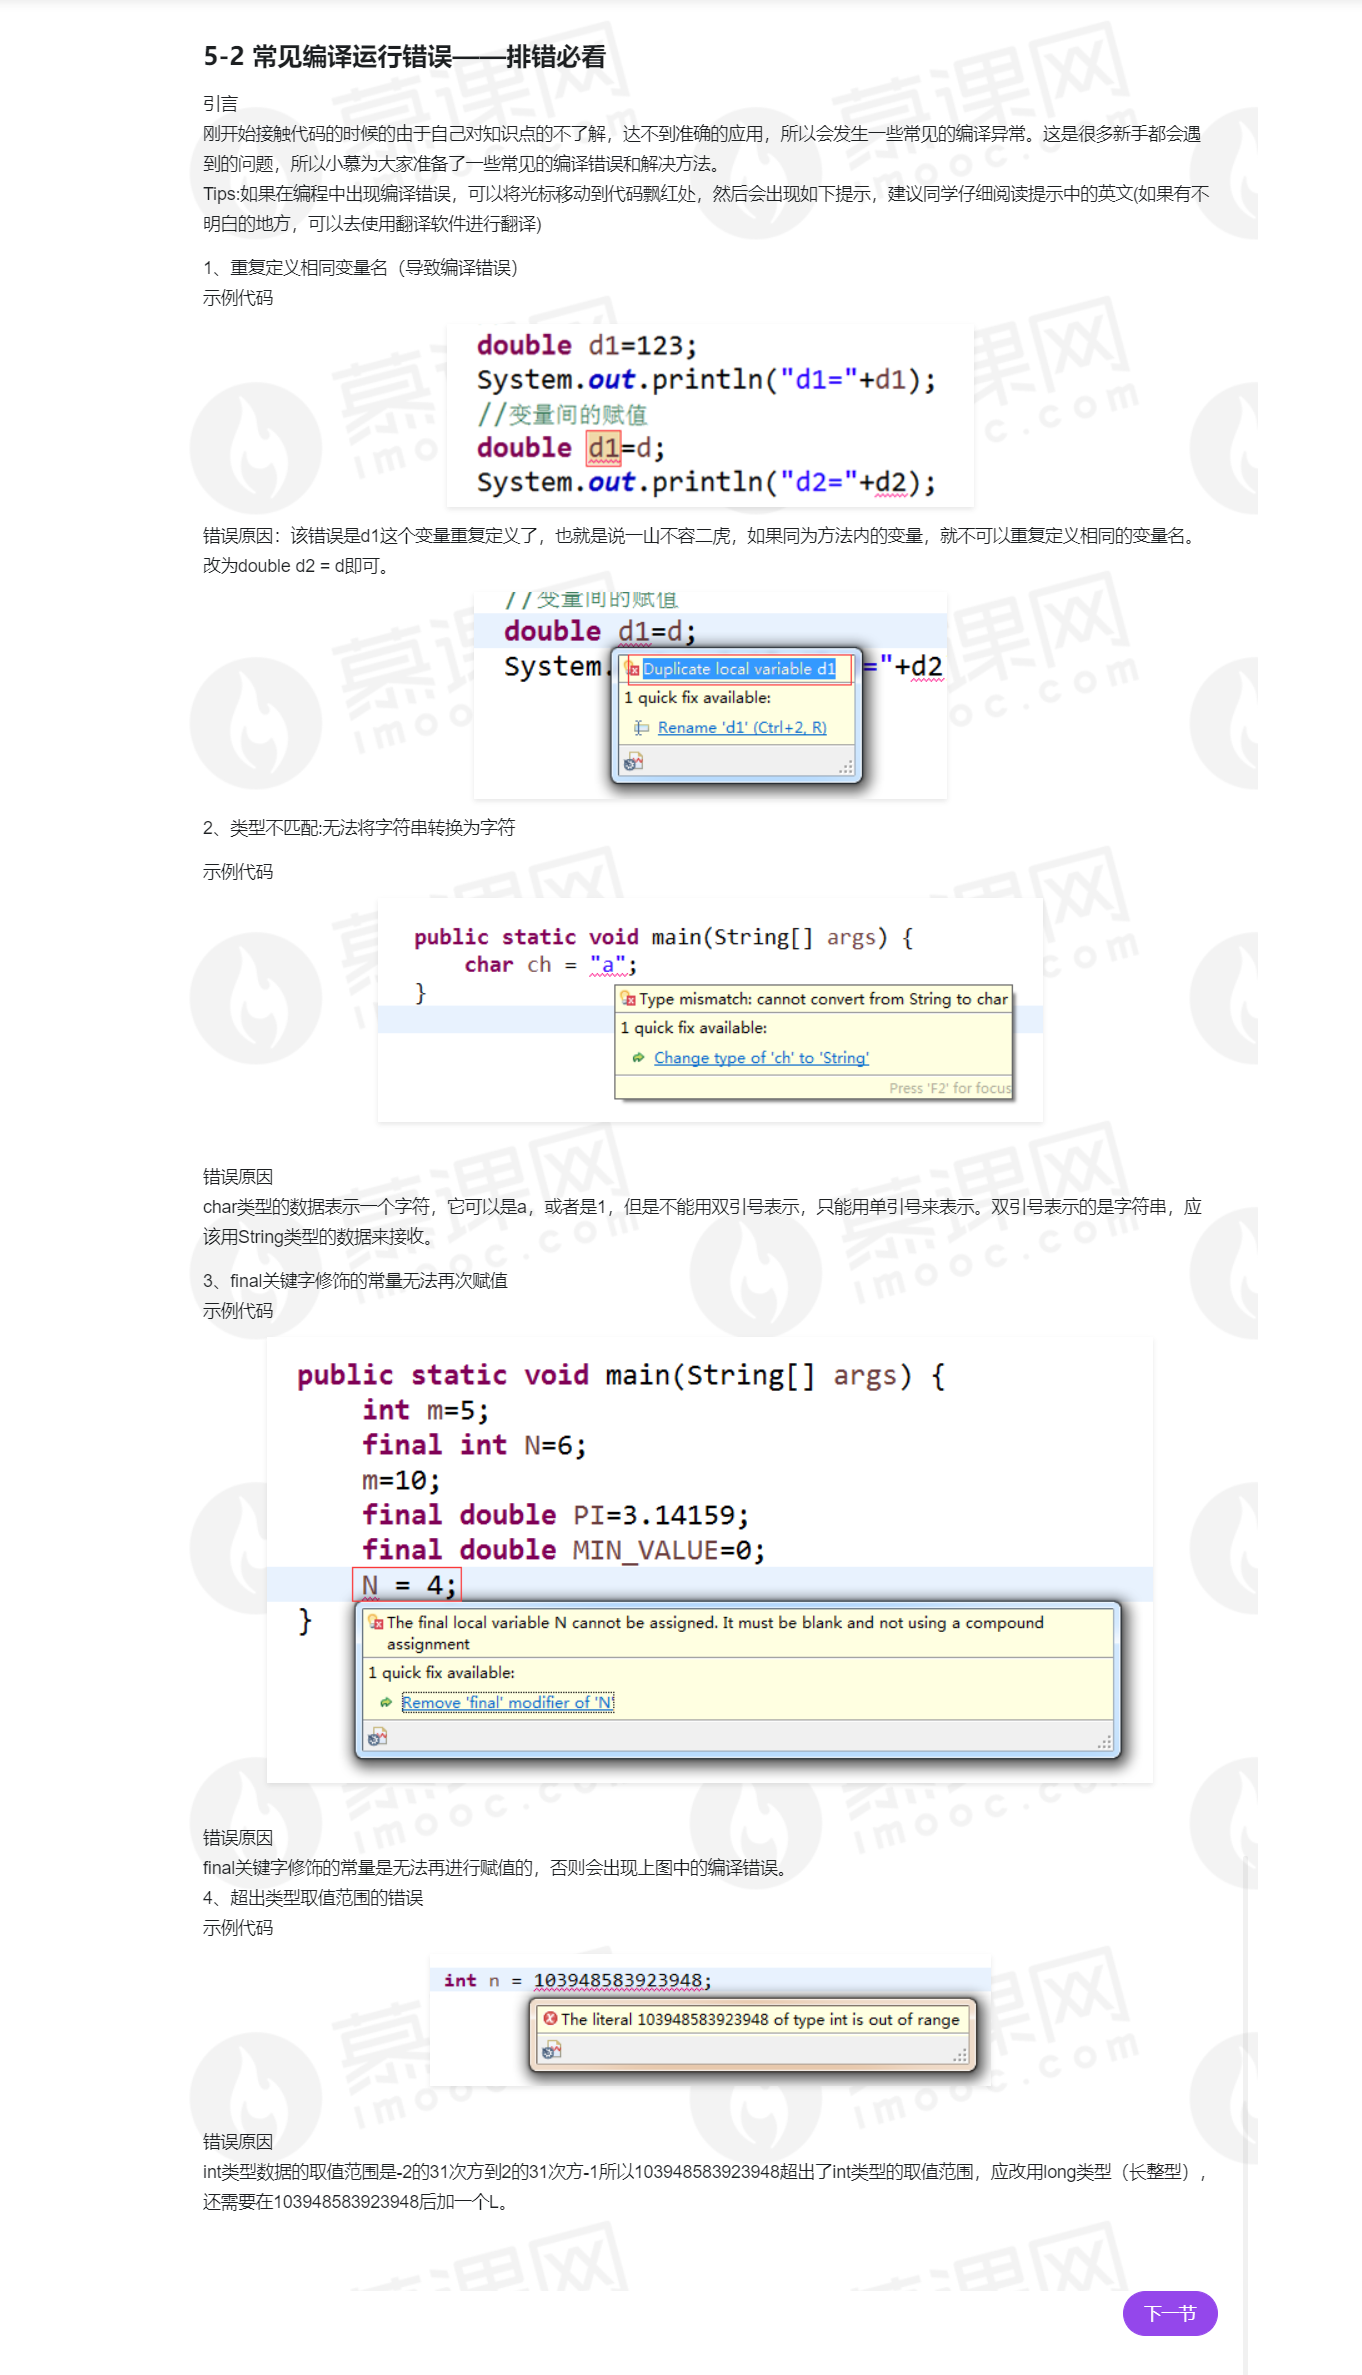 5-2 常见编译运行错误——排错必看
引言
刚开始接触代码的时候的由于自己对知识点的不了解，达不到准确的应用，所以会发生一些常见的编译异常。这是很多新手都会遇
到的问题，所以小慕为大家准备了一些常见的编译错误和解决方法。
Tips:如果在编程中出现编译错误，可以将光标移动到代码飘红处，然后会出现如下提示，建议同学仔细阅读提示中的英文(如果有不
明白的地方，可以去使用翻译软件进行翻译)
1、重复定义相同变量名（导致编译错误）
示例代码
double d1=123;
System.out.println("d1="+d1);
//变量间的赋值
double d1=d;
System.out.println("d2="+d2);
错误原因：该错误是d1这个变量重复定义了，也就是说一山不容二虎，如果同为方法内的变量，就不可以重复定义相同的变量名。
改为double d2 = d即可。
//变量间的赋值
double d1=d;
System. ="+d2
Duplicate local variable d1
1 quick fix available:
Rename 'd1' (Ctrl+2, R)
2、类型不匹配:无法将字符串转换为字符
示例代码
public static void main(String[] args) {
char ch = "a";
}
Type mismatch: cannot convert from String to char
1 quick fix available:
Change type of 'ch' to 'String'
Press 'F2' for focus
错误原因
char类型的数据表示一个字符，它可以是a，或者是1，但是不能用双引号表示，只能用单引号来表示。双引号表示的是字符串，应
该用String类型的数据来接收。
3、final关键字修饰的常量无法再次赋值
示例代码
public static void main(String[] args) {
int m=5;
final int N=6;
m=10;
final double PI=3.14159;
final double MIN_VALUE=0;
N = 4;
}
The final local variable N cannot be assigned. It must be blank and not using a compound
assignment
1 quick fix available:
Remove 'final' modifier of 'N'
错误原因
final关键字修饰的常量是无法再进行赋值的，否则会出现上图中的编译错误。
4、超出类型取值范围的错误
示例代码
int n = 103948583923948;
The literal 103948583923948 of type int is out of range
错误原因
int类型数据的取值范围是-2的31次方到2的31次方-1所以103948583923948超出了int类型的取值范围，应改用long类型（长整型），
还需要在103948583923948后加一个L。
下一节